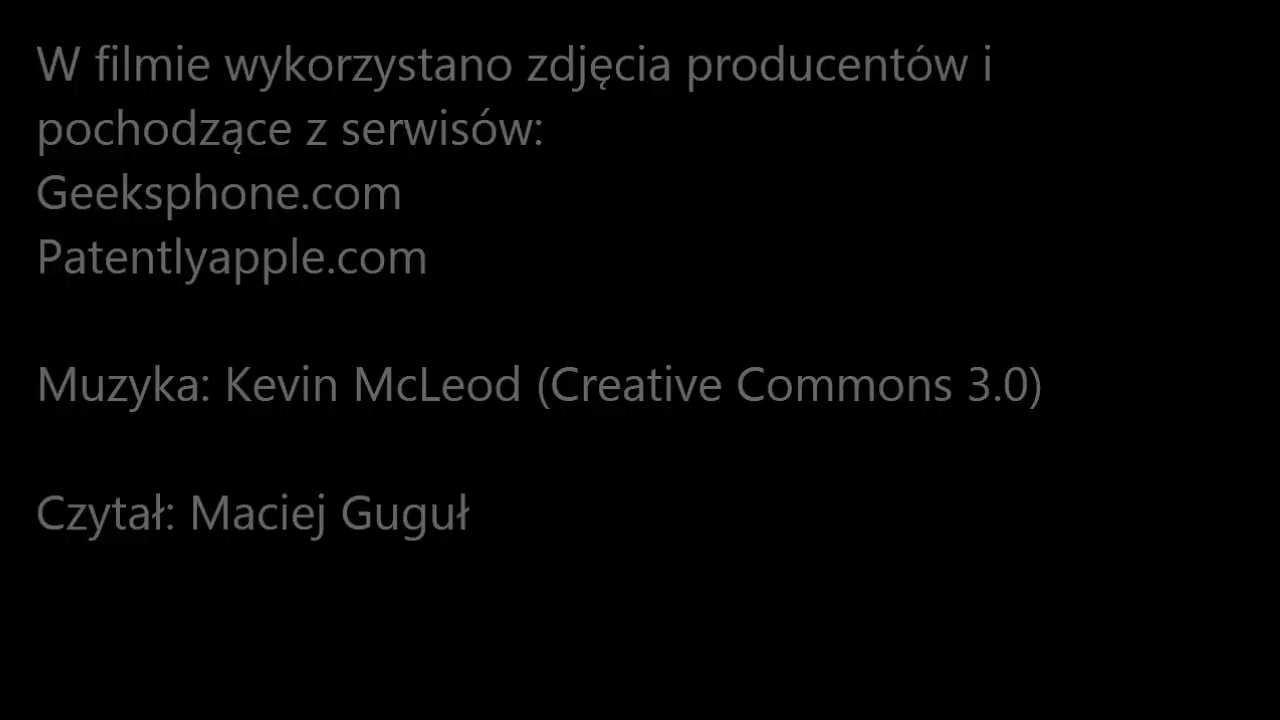 W filmie wykorzystano zdjęcia producentów i
pochodzące z serwisów:
Geeksphone.com
Patentlyapple.com
Muzyka: Kevin McLeod (Creative Commons 3.0)
Czytał: Maciej Guguł